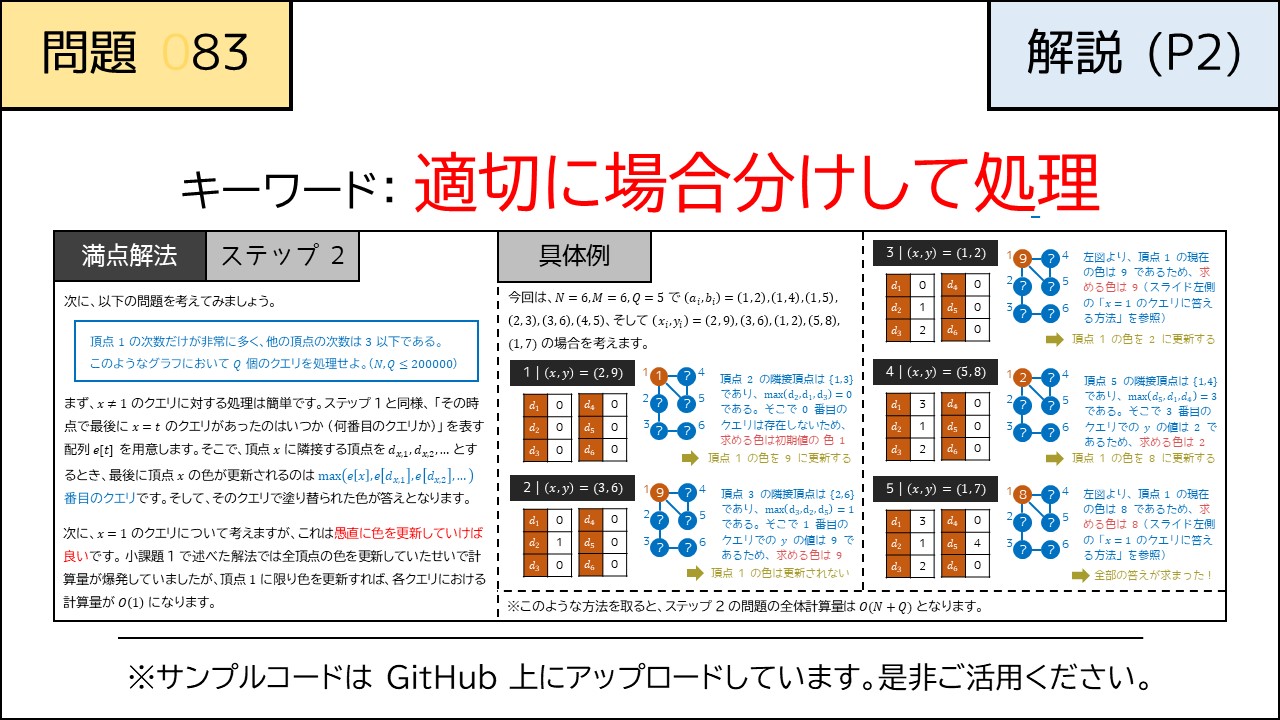 問題 083
解説 (P2)
キーワード: 適切に場合分けして処理
満点解法 ステップ 2
次に、以下の問題を考えてみましょう。
頂点 1 の次数だけが非常に多く、他の頂点の次数は 3 以下である。
このようなグラフにおいて Q 個のクエリを処理せよ。(N, Q ≤ 200000)
まず、x ≠ 1 のクエリに対する処理は簡単です。ステップ 1 と同様、「その時
点で最後に x = t のクエリがあったのはいつか (何番目のクエリか)」を表す
配列 e[t] を用意します。そこで、頂点 x に隣接する頂点を d_{x,1}, d_{x,2}, … とす
るとき、最後に頂点 x の色が更新されるのは max(e[x], e[d_{x,1}], e[d_{x,2}], …)
番目のクエリです。そして、そのクエリで塗り替られた色が答えとなります。
次に、x = 1 のクエリについて考えますが、これは愚直に色を更新していけば
良いです。小課題 1 で述べた解法では全頂点の色を更新していたせいで計
算量が爆発していましたが、頂点 1 に限り色を更新すれば、各クエリにおける
計算量が O(1) になります。
具体例
今回は、N = 6, M = 6, Q = 5 で (a_i, b_i) = (1, 2), (1, 4), (1, 5),
(2, 3), (3, 6), (4, 5)、そして (x_i, y_i) = (2, 9), (3, 6), (1, 2), (5, 8),
(1, 7) の場合を考えます。
1 | (x, y) = (2, 9)
d_1 0 d_4 0
d_2 0 d_5 0
d_3 0 d_6 0
1 1 ? 4
2 ? ? 5
3 ? ? 6
頂点 2 の隣接頂点は {1,3}
であり、max(d_2, d_1, d_3) = 0
である。そこで 0 番目の
クエリは存在しないため、
求める色は初期値の 色 1
頂点 1 の色を 9 に更新する
2 | (x, y) = (3, 6)
d_1 0 d_4 0
d_2 1 d_5 0
d_3 0 d_6 0
1 9 ? 4
2 ? ? 5
3 ? ? 6
頂点 3 の隣接頂点は {2,6}
であり、max(d_3, d_2, d_6) = 1
である。そこで 1 番目の
クエリでの y の値は 9 で
あるため、求める色は 9
頂点 1 の色は更新されない
3 | (x, y) = (1, 2)
d_1 0 d_4 0
d_2 1 d_5 0
d_3 2 d_6 0
1 9 ? 4
2 ? ? 5
3 ? ? 6
左図より、頂点 1 の現在
の色は 9 であるため、求
める色は 9 (スライド左側
の「x = 1 のクエリに答え
る方法」を参照)
頂点 1 の色を 2 に更新する
4 | (x, y) = (5, 8)
d_1 3 d_4 0
d_2 1 d_5 0
d_3 2 d_6 0
1 2 ? 4
2 ? ? 5
3 ? ? 6
頂点 5 の隣接頂点は {1,4}
であり、max(d_5, d_1, d_4) = 3
である。そこで 3 番目の
クエリでの y の値は 2 で
あるため、求める色は 2
頂点 1 の色を 8 に更新する
5 | (x, y) = (1, 7)
d_1 3 d_4 0
d_2 1 d_5 4
d_3 2 d_6 0
1 8 ? 4
2 ? ? 5
3 ? ? 6
左図より、頂点 1 の現在
の色は 8 であるため、求
める色は 8 (スライド左側
の「x = 1 のクエリに答え
る方法」を参照)
全部の答えが求まった!
※このような方法を取ると、ステップ 2 の問題の全体計算量は O(N + Q) となります。
※サンプルコードは GitHub 上にアップロードしています。是非ご活用ください。